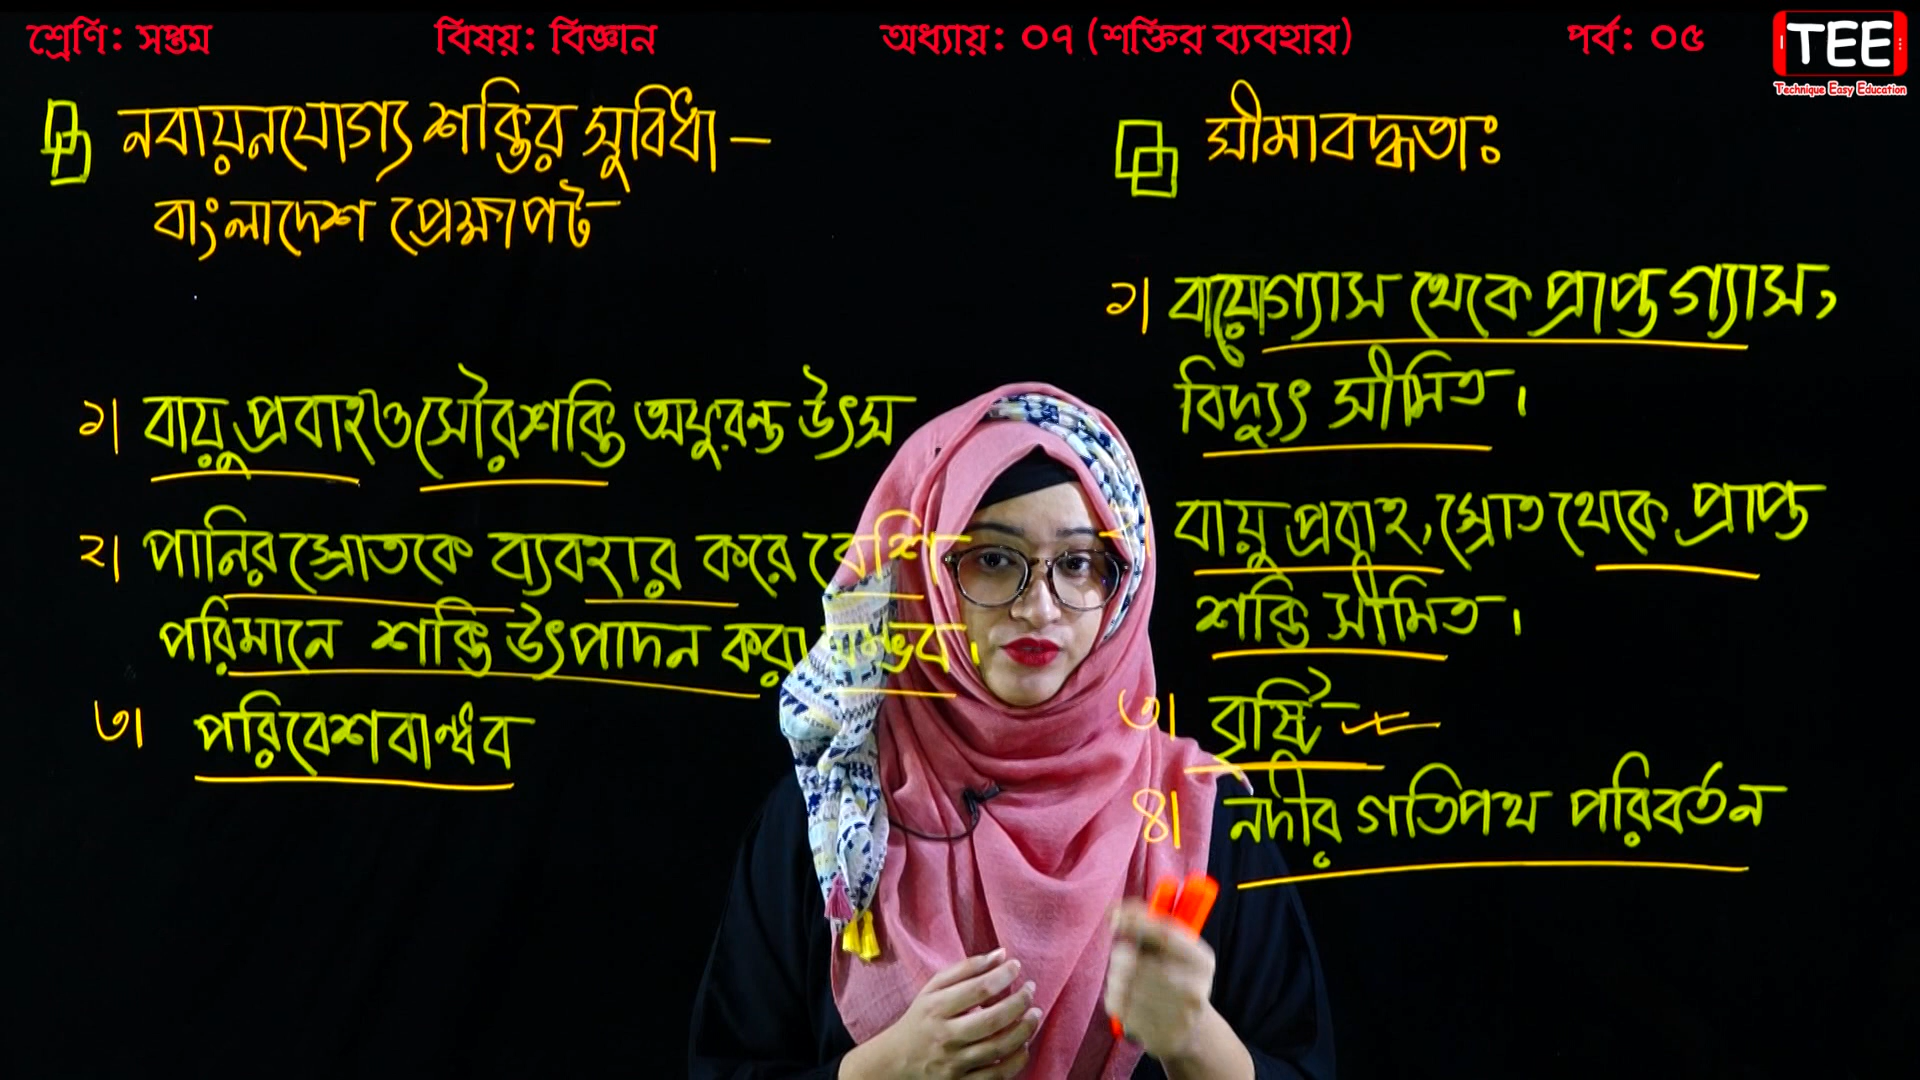 শ্রেণি: সপ্তম
বিষয়: বিজ্ঞান
অধ্যায়: ০৭ (শক্তির ব্যবহার)
পর্ব: ০৫
TEE
Technique Easy Education
নবায়নযোগ্য শক্তির সুবিধা –
বাংলাদেশ প্রেক্ষাপট
১| বায়ু প্রবাহ ও সৌরশক্তি অফুরন্ত উৎস
২| পানির স্রোতকে ব্যবহার করে বেশি
পরিমানে শক্তি উৎপাদন করা সম্ভব।
৩| পরিবেশবান্ধব
সীমাবদ্ধতাঃ
১| বায়োগ্যাস থেকে প্রাপ্ত গ্যাস,
বিদ্যুৎ সীমিত।
২| বায়ু প্রবাহ, স্রোত থেকে প্রাপ্ত
শক্তি সীমিত।
৩| বৃষ্টি
৪| নদীর গতিপথ পরিবর্তন